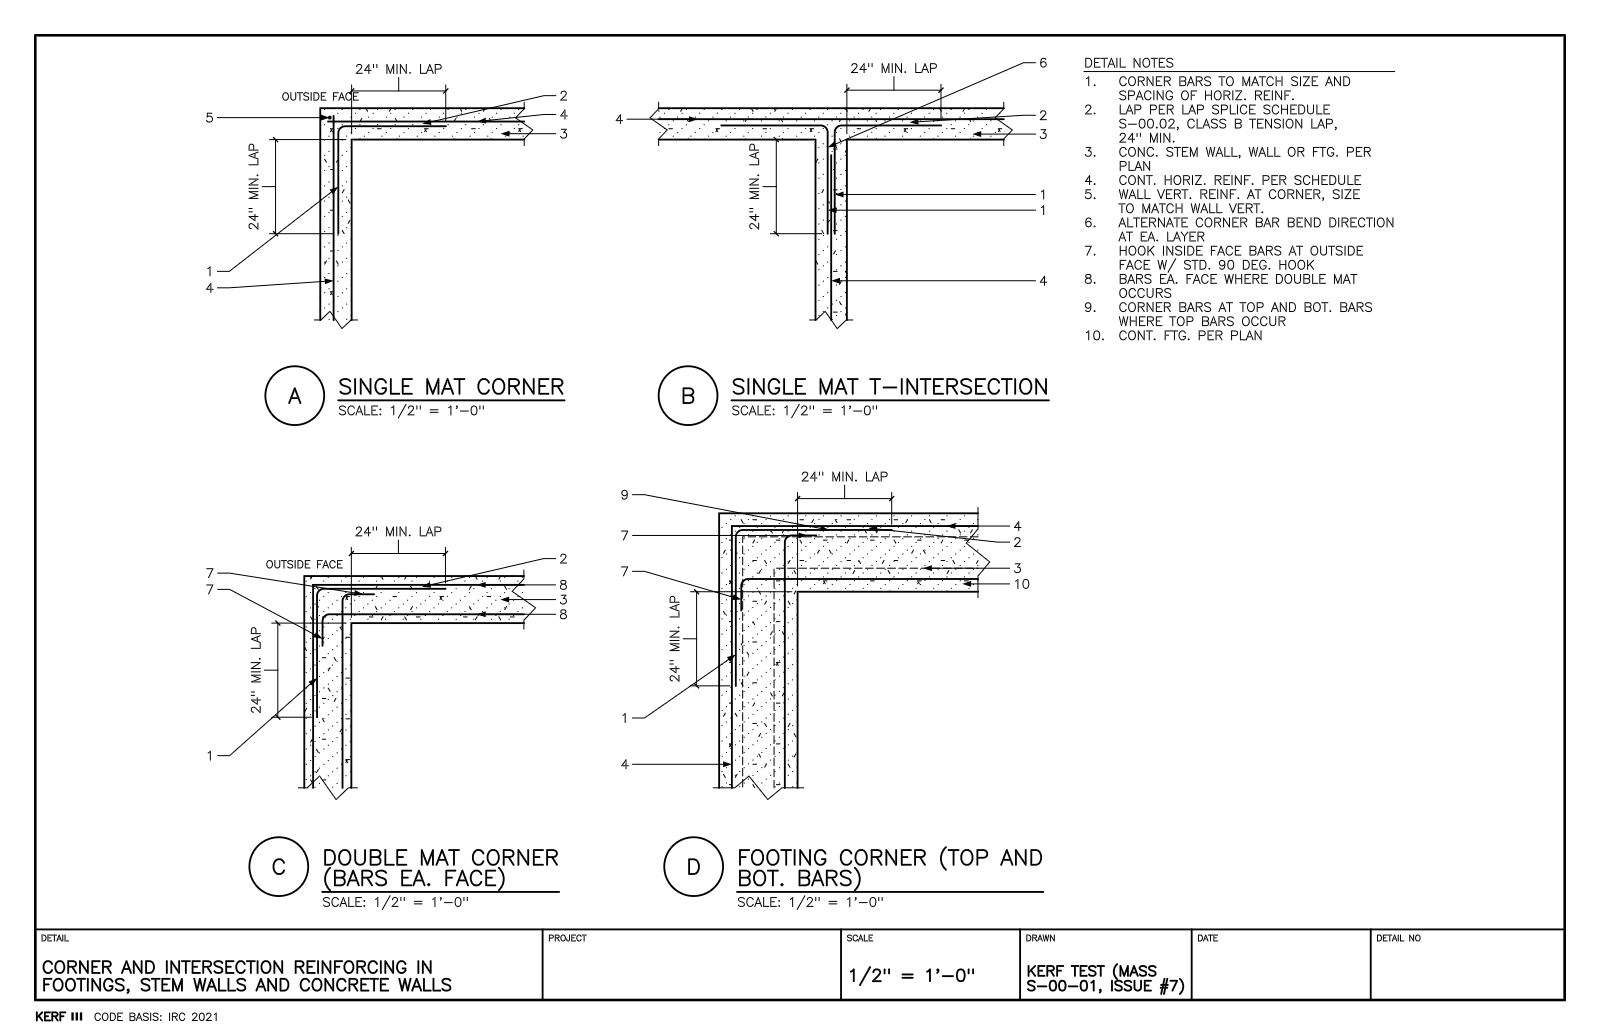 24" MIN. LAP
OUTSIDE FACE
5
2
4
3
24" MIN. LAP
1
4
A
SINGLE MAT CORNER
SCALE: 1/2" = 1'-0"
24" MIN. LAP
6
4
2
3
24" MIN. LAP
1
1
4
B
SINGLE MAT T-INTERSECTION
SCALE: 1/2" = 1'-0"
DETAIL NOTES
1. CORNER BARS TO MATCH SIZE AND
SPACING OF HORIZ. REINF.
2. LAP PER LAP SPLICE SCHEDULE
S-00.02, CLASS B TENSION LAP,
24" MIN.
3. CONC. STEM WALL, WALL OR FTG. PER
PLAN
4. CONT. HORIZ. REINF. PER SCHEDULE
5. WALL VERT. REINF. AT CORNER, SIZE
TO MATCH WALL VERT.
6. ALTERNATE CORNER BAR BEND DIRECTION
AT EA. LAYER
7. HOOK INSIDE FACE BARS AT OUTSIDE
FACE W/ STD. 90 DEG. HOOK
8. BARS EA. FACE WHERE DOUBLE MAT
OCCURS
9. CORNER BARS AT TOP AND BOT. BARS
WHERE TOP BARS OCCUR
10. CONT. FTG. PER PLAN
24" MIN. LAP
OUTSIDE FACE
7
7
2
8
3
8
24" MIN. LAP
1
C
DOUBLE MAT CORNER
(BARS EA. FACE)
SCALE: 1/2" = 1'-0"
24" MIN. LAP
9
7
7
4
2
3
10
24" MIN. LAP
1
4
D
FOOTING CORNER (TOP AND
BOT. BARS)
SCALE: 1/2" = 1'-0"
DETAIL
CORNER AND INTERSECTION REINFORCING IN
FOOTINGS, STEM WALLS AND CONCRETE WALLS
PROJECT
SCALE
1/2" = 1'-0"
DRAWN
KERF TEST (MASS
S-00-01, ISSUE #7)
DATE
DETAIL NO
KERF III CODE BASIS: IRC 2021